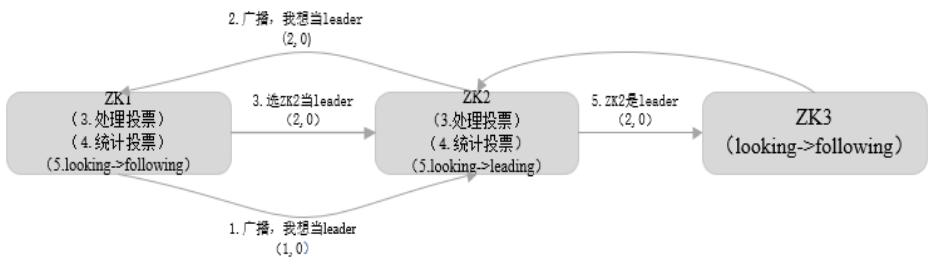 2.广播，我想当leader
(2,0)
ZK1
（3.处理投票）
（4.统计投票）
(5.looking->following)
3.选ZK2当leader
（2,0）
ZK2
（3.处理投票）
（4.统计投票）
(5.looking->leading)
5.ZK2是leader
（2,0）
ZK3
（looking->following）
1.广播，我想当leader
（1,0）